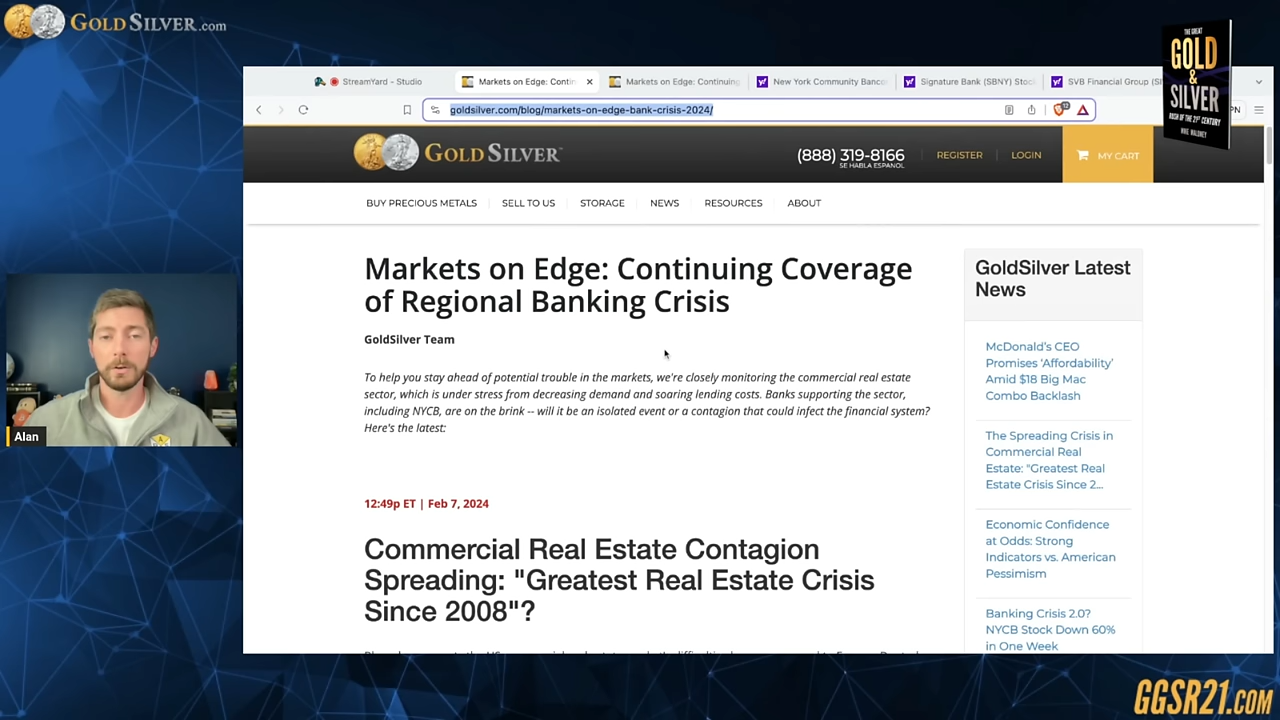 GOLDSILVER.com
THE GREAT
GOLD
&
SILVER
RUSH OF THE 21ST CENTURY
MIKE MALONEY
StreamYard - Studio
Markets on Edge: Contin
Markets on Edge: Continuing
New York Community Banco
Signature Bank (SBNY) Stoc
SVB Financial Group (SI
goldsilver.com/blog/markets-on-edge-bank-crisis-2024/
PN
GOLDSILVER™
(888) 319-8166
SE HABLA ESPANOL
REGISTER
LOGIN
MY CART
BUY PRECIOUS METALS
SELL TO US
STORAGE
NEWS
RESOURCES
ABOUT
Markets on Edge: Continuing Coverage
of Regional Banking Crisis
GoldSilver Team
To help you stay ahead of potential trouble in the markets, we're closely monitoring the commercial real estate
sector, which is under stress from decreasing demand and soaring lending costs. Banks supporting the sector,
including NYCB, are on the brink -- will it be an isolated event or a contagion that could infect the financial system?
Here's the latest:
12:49p ET | Feb 7, 2024
Commercial Real Estate Contagion
Spreading: "Greatest Real Estate Crisis
Since 2008"?
GoldSilver Latest
News
McDonald's CEO
Promises 'Affordability'
Amid $18 Big Mac
Combo Backlash
The Spreading Crisis in
Commercial Real
Estate: "Greatest Real
Estate Crisis Since 2...
Economic Confidence
at Odds: Strong
Indicators vs. American
Pessimism
Banking Crisis 2.0?
NYCB Stock Down 60%
in One Week
Alan
GGSR21.COM